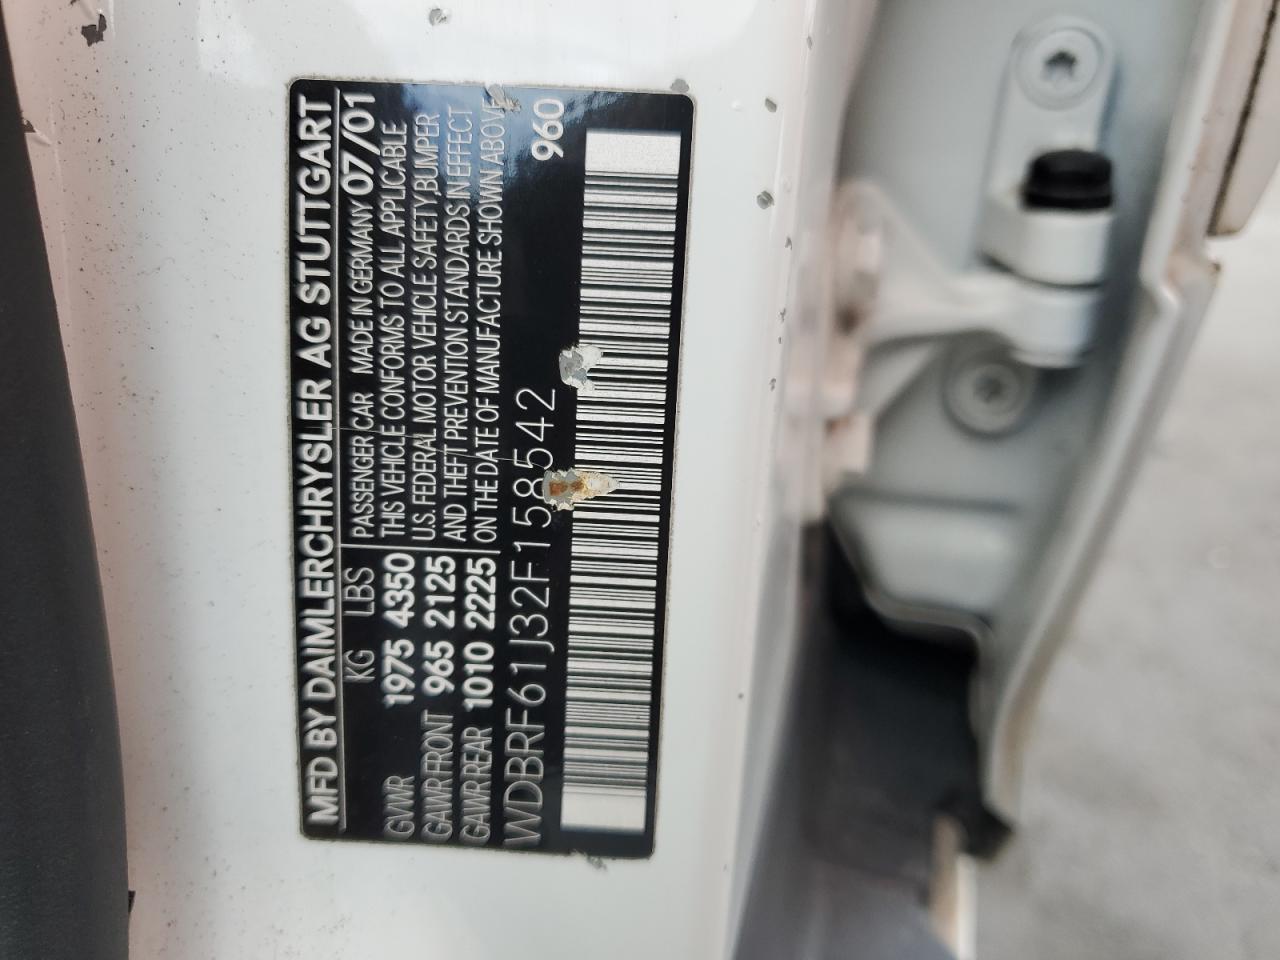 MFD BY DAIMLERCHRYSLER AG STUTTGART
KG LBS PASSENGER CAR MADE IN GERMANY 07/01
GVWR 1975 4350 THIS VEHICLE CONFORMS TO ALL APPLICABLE
U.S. FEDERAL MOTOR VEHICLE SAFETY,BUMPER
GAWR FRONT 965 2125 AND THEFT PREVENTION STANDARDS IN EFFECT
GAWR REAR 1010 2225 ON THE DATE OF MANUFACTURE SHOWN ABOVE
WDBRF61J32F158542 960